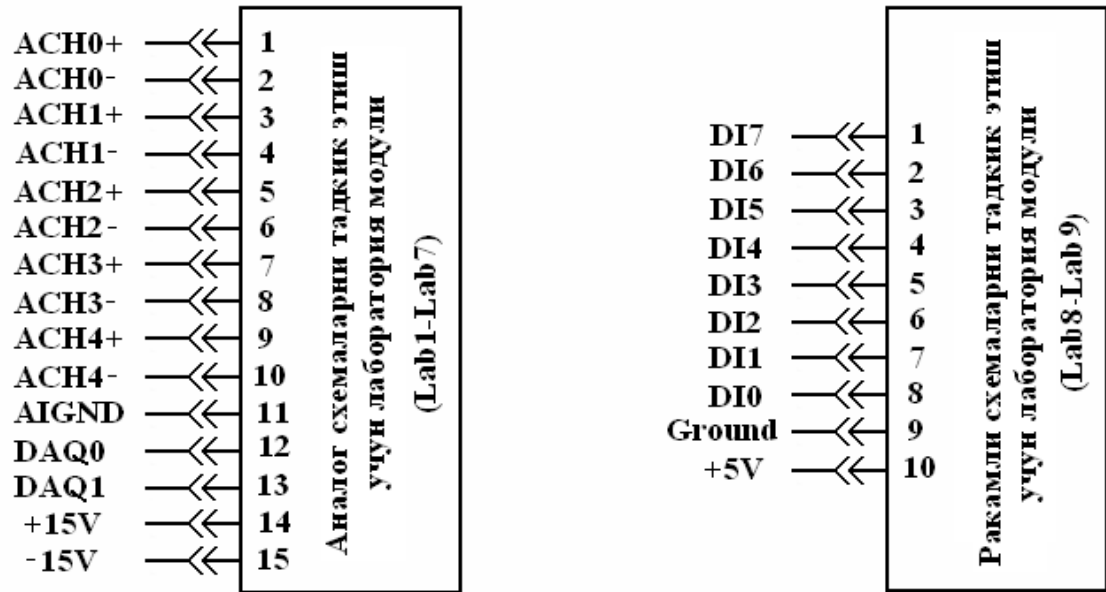 ACH0+ 1
ACH0- 2
ACH1+ 3
ACH1- 4
ACH2+ 5
ACH2- 6
ACH3+ 7
ACH3- 8
ACH4+ 9
ACH4- 10
AIGND 11
DAQ0 12
DAQ1 13
+15V 14
-15V 15
Аналог схемаларни тадкик этиш
учун лаборатория модули
(Lab1-Lab7)
DI7 1
DI6 2
DI5 3
DI4 4
DI3 5
DI2 6
DI1 7
DI0 8
Ground 9
+5V 10
Ракамли схемаларни тадкик этиш
учун лаборатория модули
(Lab8-Lab9)